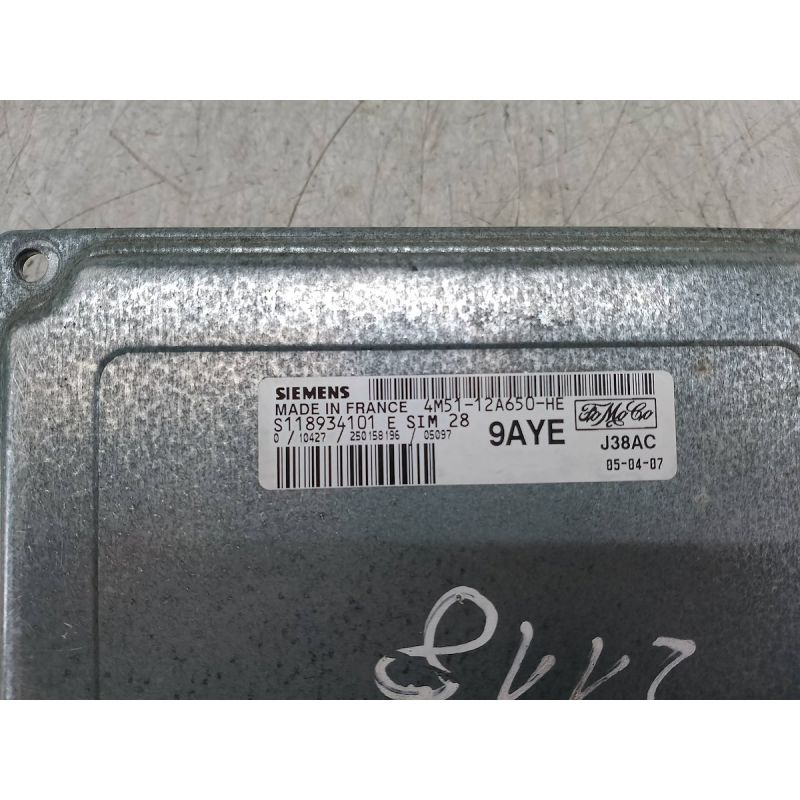 SIEMENS
MADE IN FRANCE 4M51-12A650-HE
S118934101 E SIM 28
0 / 10427 / 250158196 / 05097
9AYE
FoMoCo
J38AC
05-04-07